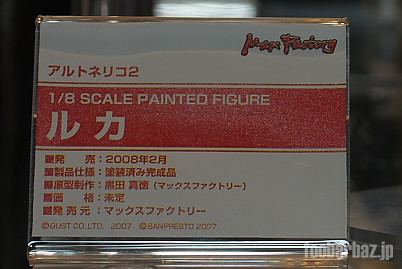 Max Factory
アルトネリコ2
1/8 SCALE PAINTED FIGURE
ルカ
■発 売:2008年2月
■製品仕様:塗装済み完成品
■原型制作:黒田 真徳(マックスファクトリー)
■価 格:未定
■発 売 元:マックスファクトリー
©GUST CO.LTD. 2007 ©BANPRESTO 2007
foobarbaz.jp